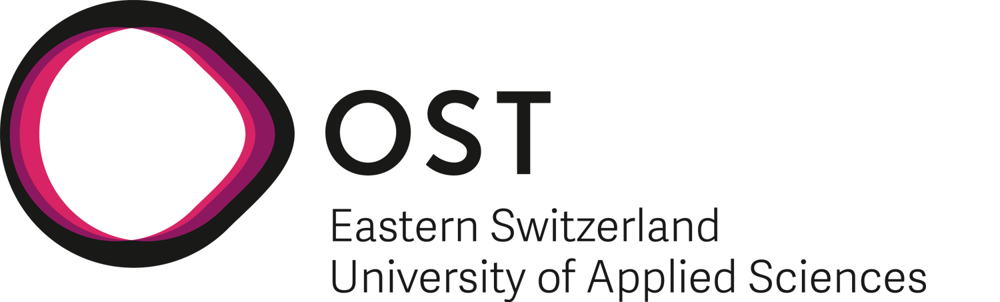 OST
Eastern Switzerland
University of Applied Sciences